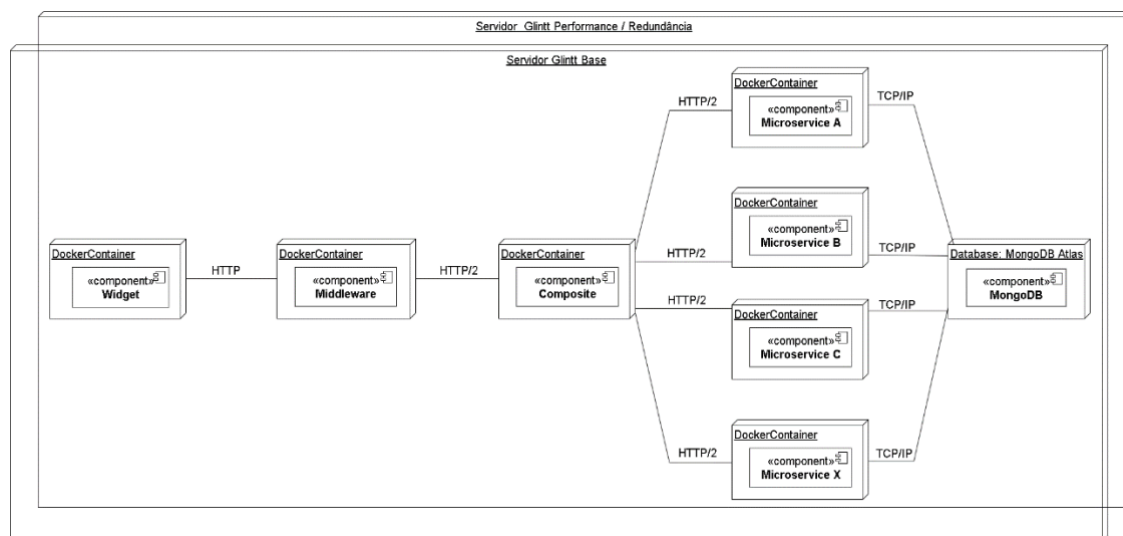 Servidor Glintt Performance / Redundância
Servidor Glintt Base
DockerContainer
«component»
Widget
HTTP
DockerContainer
«component»
Middleware
HTTP/2
DockerContainer
«component»
Composite
HTTP/2
DockerContainer
«component»
Microservice A
TCP/IP
HTTP/2
DockerContainer
«component»
Microservice B
TCP/IP
HTTP/2
DockerContainer
«component»
Microservice C
TCP/IP
HTTP/2
DockerContainer
«component»
Microservice X
TCP/IP
Database: MongoDB Atlas
«component»
MongoDB